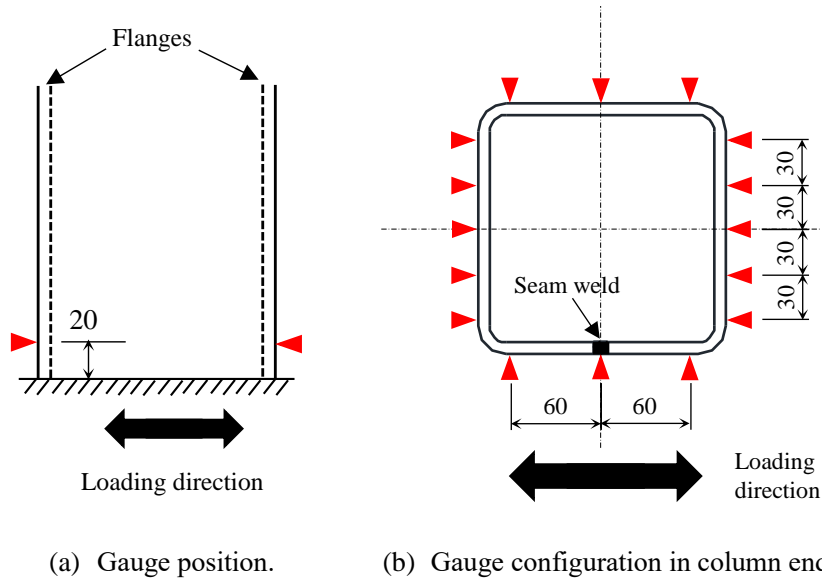 Flanges
20
Loading direction
(a) Gauge position.
30
30
30
30
Seam weld
60
60
Loading
direction
(b) Gauge configuration in column end